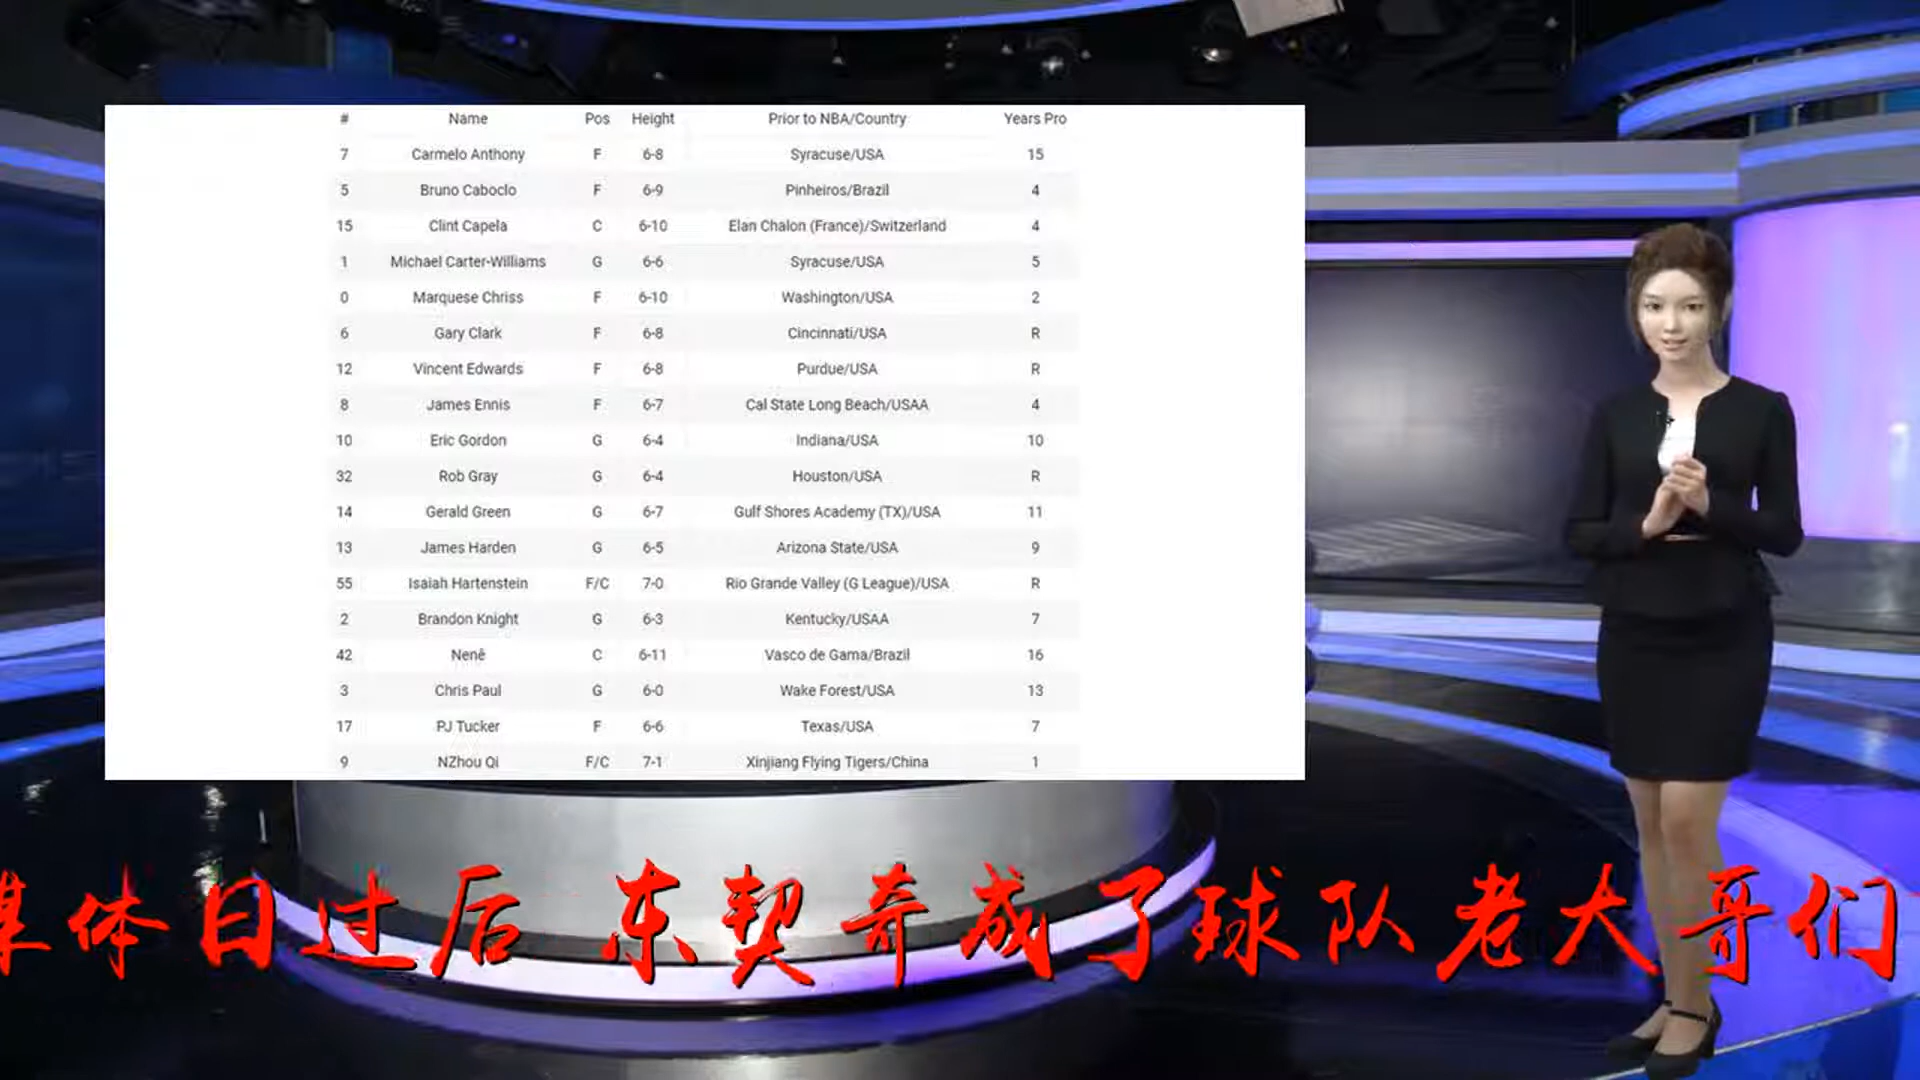 # Name Pos Height Prior to NBA/Country Years Pro
7 Carmelo Anthony F 6-8 Syracuse/USA 15
5 Bruno Caboclo F 6-9 Pinheiros/Brazil 4
15 Clint Capela C 6-10 Elan Chalon (France)/Switzerland 4
1 Michael Carter-Williams G 6-6 Syracuse/USA 5
0 Marquese Chriss F 6-10 Washington/USA 2
6 Gary Clark F 6-8 Cincinnati/USA R
12 Vincent Edwards F 6-8 Purdue/USA R
8 James Ennis F 6-7 Cal State Long Beach/USAA 4
10 Eric Gordon G 6-4 Indiana/USA 10
32 Rob Gray G 6-4 Houston/USA R
14 Gerald Green G 6-7 Gulf Shores Academy (TX)/USA 11
13 James Harden G 6-5 Arizona State/USA 9
55 Isaiah Hartenstein F/C 7-0 Rio Grande Valley (G League)/USA R
2 Brandon Knight G 6-3 Kentucky/USAA 7
42 Nenê C 6-11 Vasco de Gama/Brazil 16
3 Chris Paul G 6-0 Wake Forest/USA 13
17 PJ Tucker F 6-6 Texas/USA 7
9 NZhou Qi F/C 7-1 Xinjiang Flying Tigers/China 1
媒体日过后 东契奇成了球队老大哥们